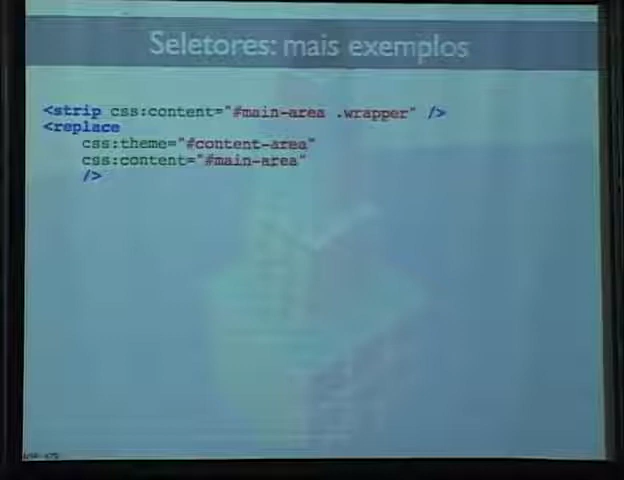 Seletores: mais exemplos
<strip css:content="#main-area .wrapper" />
<replace
css:theme="#content-area"
css:content="#main-area"
/>